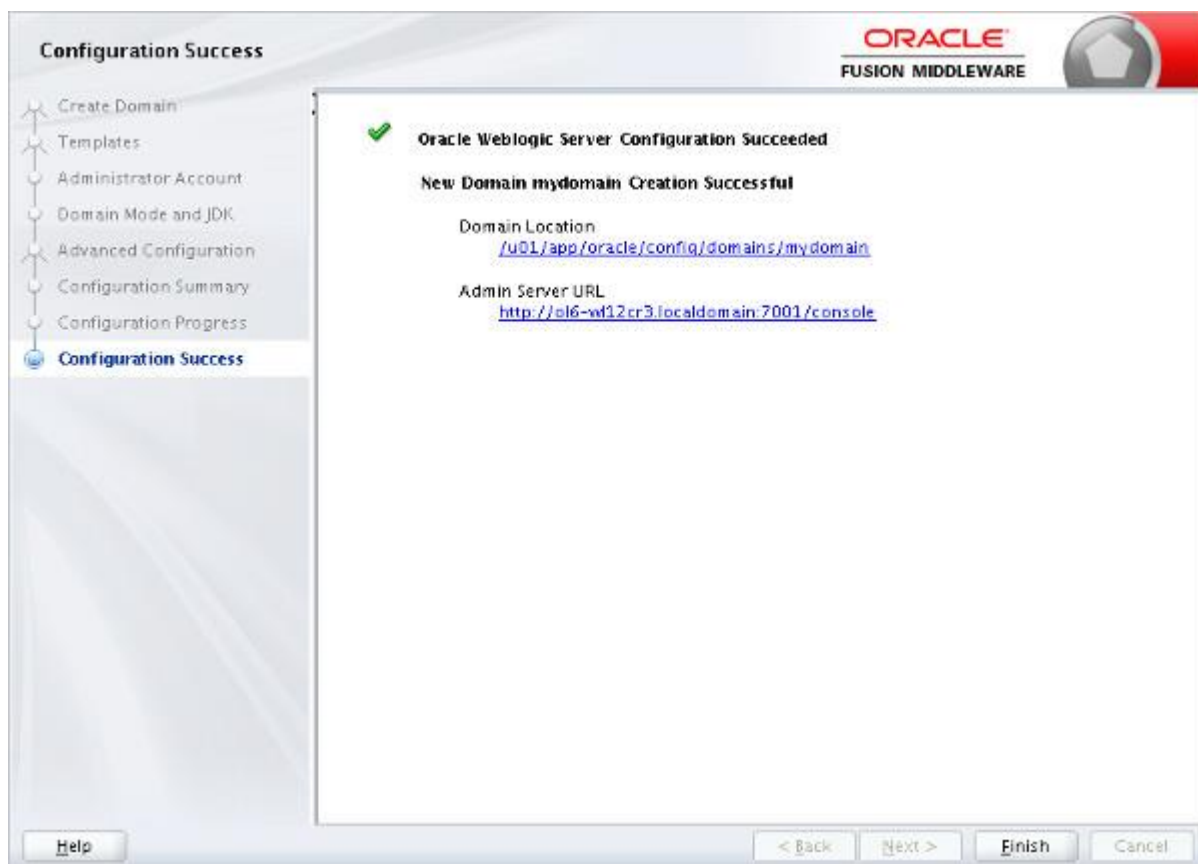 Configuration Success
ORACLE
FUSION MIDDLEWARE
Create Domain
Templates
Administrator Account
Domain Mode and JDK
Advanced Configuration
Configuration Summary
Configuration Progress
Configuration Success
Oracle Weblogic Server Configuration Succeeded
New Domain mydomain Creation Successful
Domain Location
/u01/app/oracle/config/domains/mydomain
Admin Server URL
http://ol6-wl12cr3.localdomain:7001/console
Help
< Back
Next >
Finish
Cancel